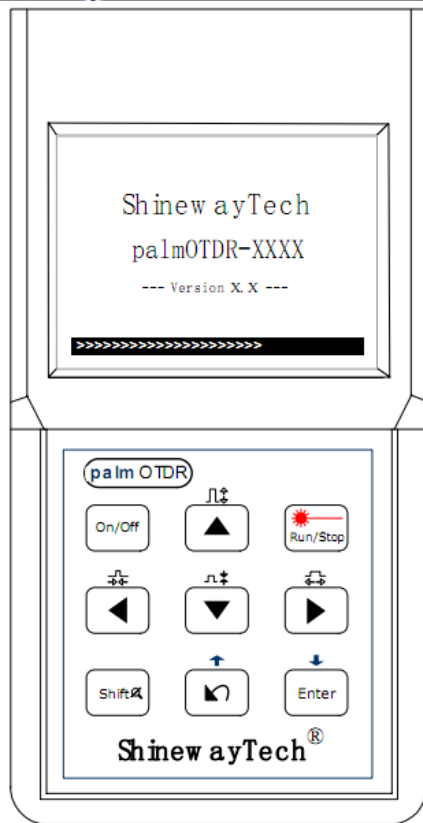 ShinewayTech
palmOTDR-XXXX
--- Version X.X ---
>>>>>>>>>>>>>>>>>>>>>
palm OTDR
On/Off
Run/Stop
Shift
Enter
ShinewayTech®